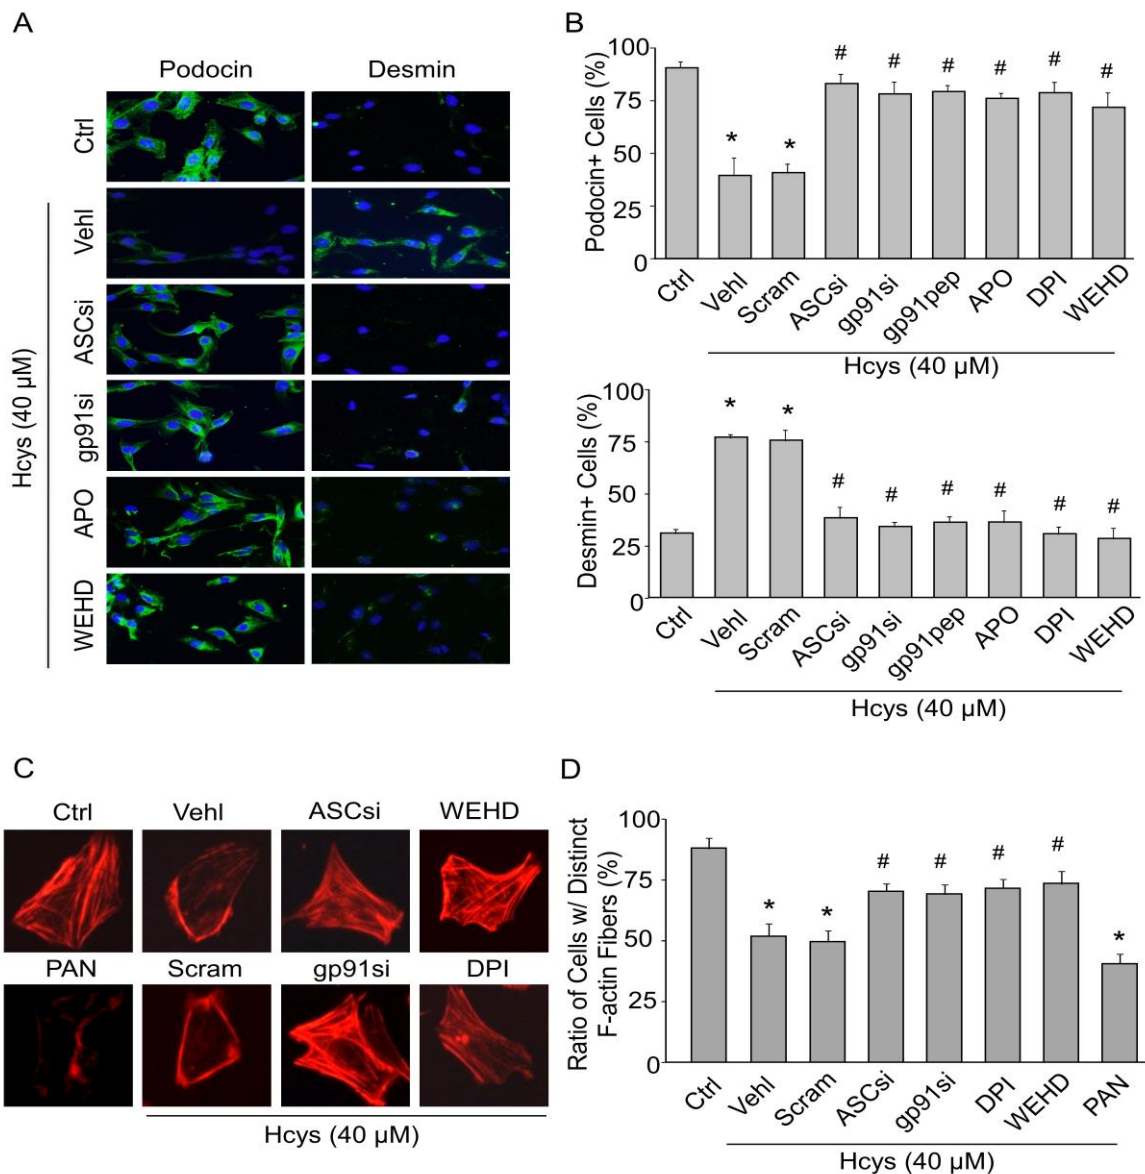 A
Podocin Desmin
Ctrl
Vehl
ASCsi
gp91si
APO
WEHD
Hcys (40 µM)
B
Podocin+ Cells (%)
100
75
50
25
0
* * # # # # # #
Ctrl Vehl Scram ASCsi gp91si gp91pep APO DPI WEHD
Hcys (40 µM)
Desmin+ Cells (%)
100
75
50
25
0
* * # # # # # #
Ctrl Vehl Scram ASCsi gp91si gp91pep APO DPI WEHD
Hcys (40 µM)
C
Ctrl Vehl ASCsi WEHD
PAN Scram gp91si DPI
Hcys (40 µM)
D
Ratio of Cells w/ Distinct
F-actin Fibers (%)
100
75
50
25
0
* * # # # # *
Ctrl Vehl Scram ASCsi gp91si DPI WEHD PAN
Hcys (40 µM)